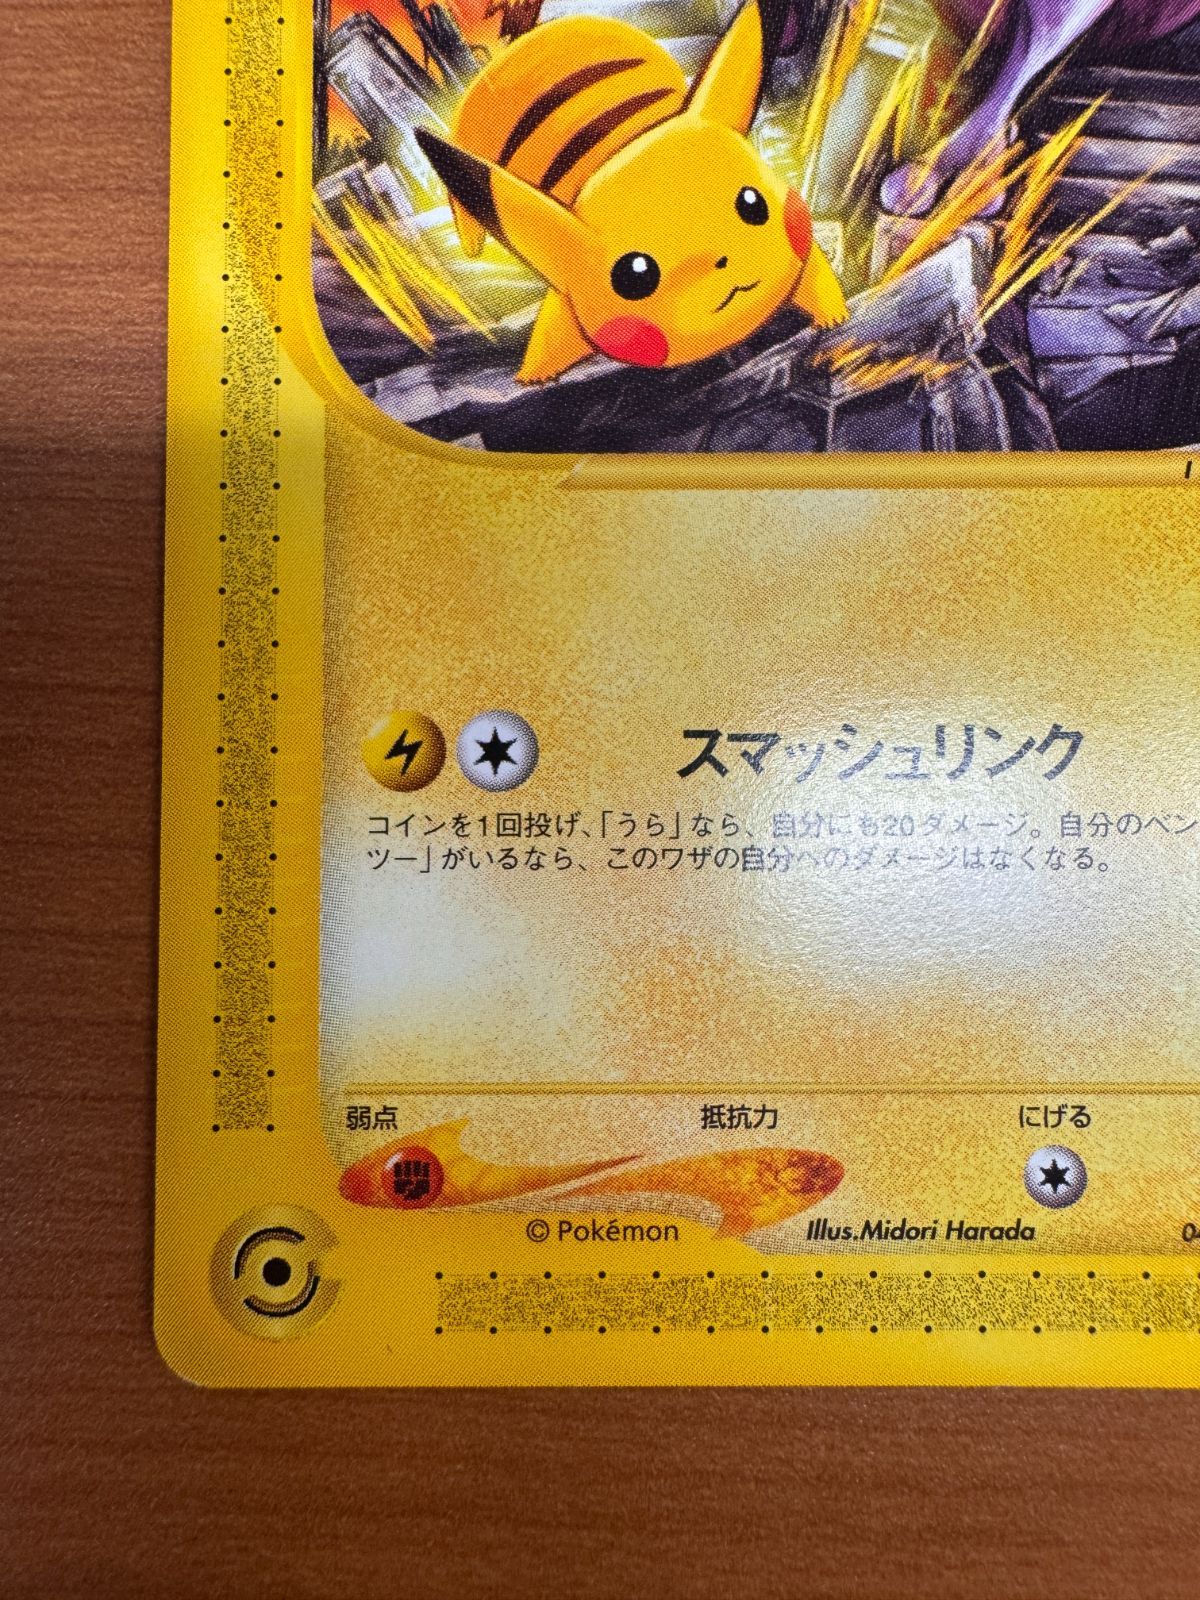 スマッシュリンク
コインを1回投げ、「うら」なら、自分にも20ダメージ。自分のベン
ツー」がいるなら、このワザの自分へのダメージはなくなる。
弱点 抵抗力 にげる
© Pokémon Illus.Midori Harada 04